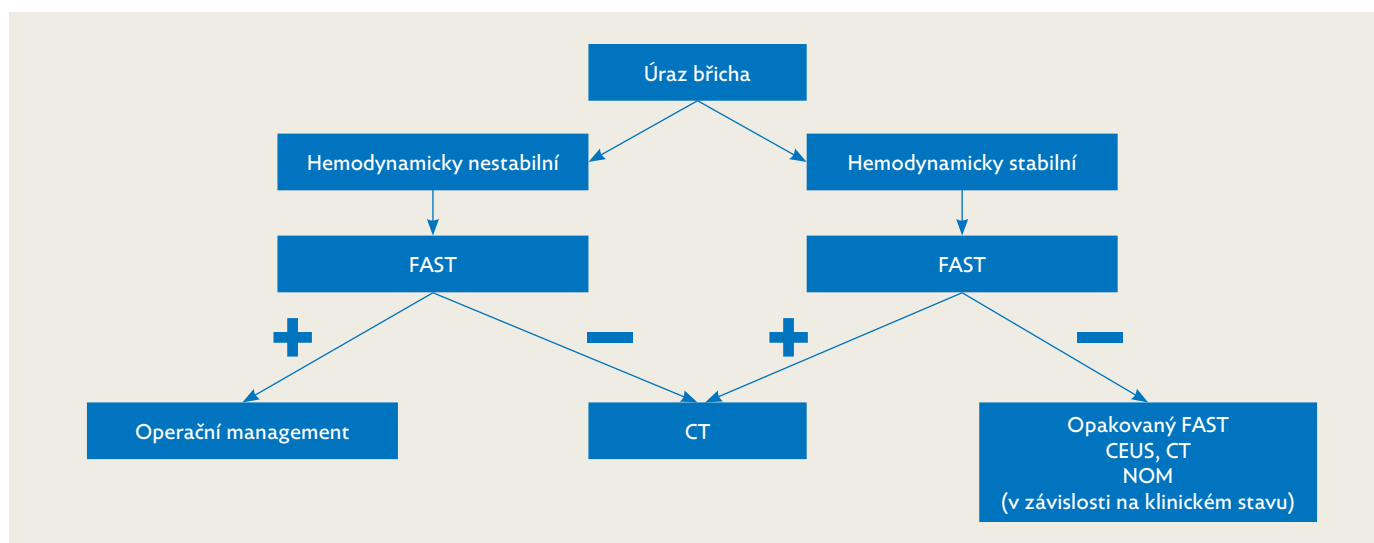 Úraz břicha
Hemodynamicky nestabilní
Hemodynamicky stabilní
FAST
FAST
+
−
+
−
Operační management
CT
Opakovaný FAST
CEUS, CT
NOM
(v závislosti na klinickém stavu)